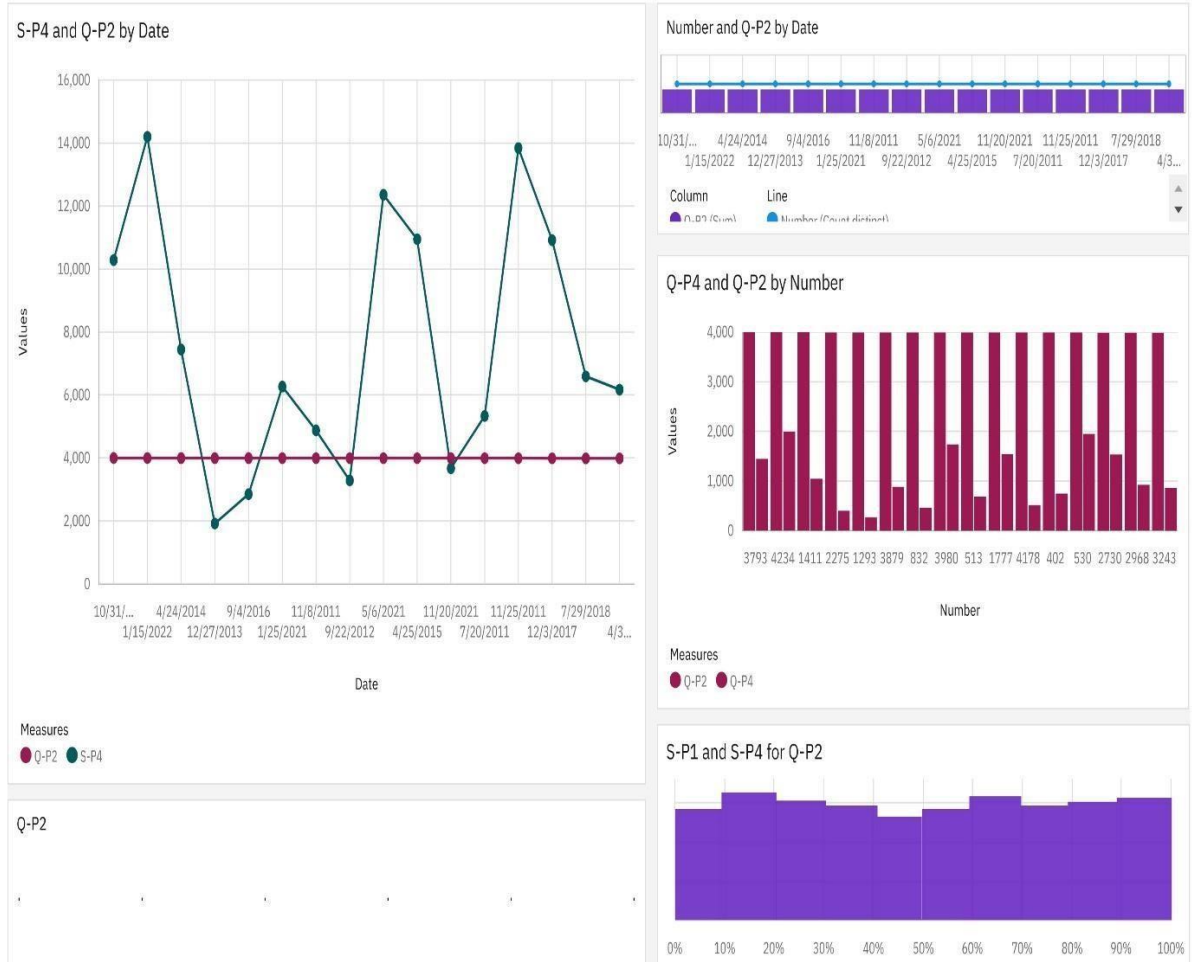 S-P4 and Q-P2 by Date
16,000
14,000
12,000
10,000
8,000
6,000
4,000
2,000
0
Values
10/31/... 4/24/2014 9/4/2016 11/8/2011 5/6/2021 11/20/2021 11/25/2011 7/29/2018
1/15/2022 12/27/2013 1/25/2021 9/22/2012 4/25/2015 7/20/2011 12/3/2017 4/3...
Date
Measures
Q-P2 S-P4
Q-P2
Number and Q-P2 by Date
10/31/... 4/24/2014 9/4/2016 11/8/2011 5/6/2021 11/20/2021 11/25/2011 7/29/2018
1/15/2022 12/27/2013 1/25/2021 9/22/2012 4/25/2015 7/20/2011 12/3/2017 4/3...
Column Line
Q-P2 (Sum) Number (Count distinct)
Q-P4 and Q-P2 by Number
4,000
3,000
2,000
1,000
0
Values
3793 4234 1411 2275 1293 3879 832 3980 513 1777 4178 402 530 2730 2968 3243
Number
Measures
Q-P2 Q-P4
S-P1 and S-P4 for Q-P2
0% 10% 20% 30% 40% 50% 60% 70% 80% 90% 100%